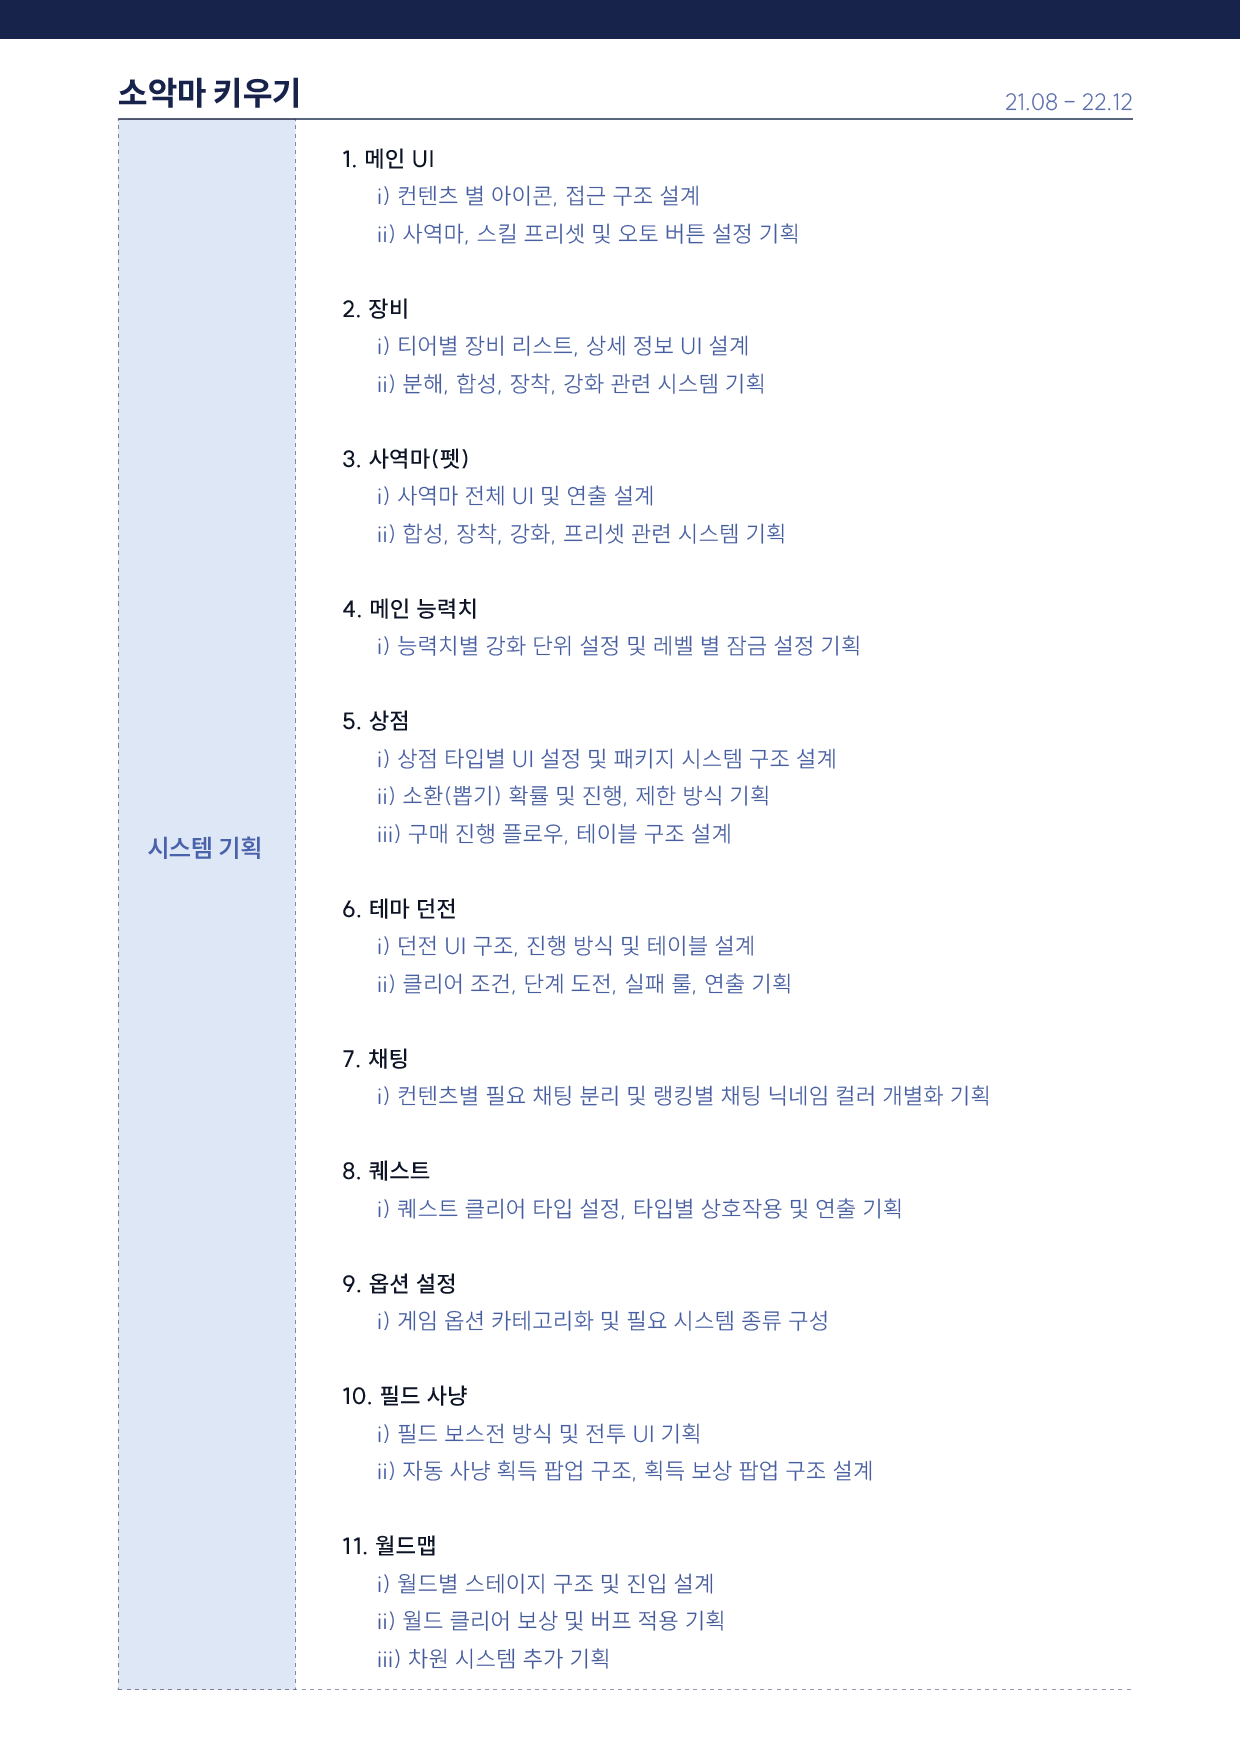 소악마 키우기
21.08 – 22.12
시스템 기획
1. 메인 UI
i) 컨텐츠 별 아이콘, 접근 구조 설계
ii) 사역마, 스킬 프리셋 및 오토 버튼 설정 기획
2. 장비
i) 티어별 장비 리스트, 상세 정보 UI 설계
ii) 분해, 합성, 장착, 강화 관련 시스템 기획
3. 사역마(펫)
i) 사역마 전체 UI 및 연출 설계
ii) 합성, 장착, 강화, 프리셋 관련 시스템 기획
4. 메인 능력치
i) 능력치별 강화 단위 설정 및 레벨 별 잠금 설정 기획
5. 상점
i) 상점 타입별 UI 설정 및 패키지 시스템 구조 설계
ii) 소환(뽑기) 확률 및 진행, 제한 방식 기획
iii) 구매 진행 플로우, 테이블 구조 설계
6. 테마 던전
i) 던전 UI 구조, 진행 방식 및 테이블 설계
ii) 클리어 조건, 단계 도전, 실패 룰, 연출 기획
7. 채팅
i) 컨텐츠별 필요 채팅 분리 및 랭킹별 채팅 닉네임 컬러 개별화 기획
8. 퀘스트
i) 퀘스트 클리어 타입 설정, 타입별 상호작용 및 연출 기획
9. 옵션 설정
i) 게임 옵션 카테고리화 및 필요 시스템 종류 구성
10. 필드 사냥
i) 필드 보스전 방식 및 전투 UI 기획
ii) 자동 사냥 획득 팝업 구조, 획득 보상 팝업 구조 설계
11. 월드맵
i) 월드별 스테이지 구조 및 진입 설계
ii) 월드 클리어 보상 및 버프 적용 기획
iii) 차원 시스템 추가 기획